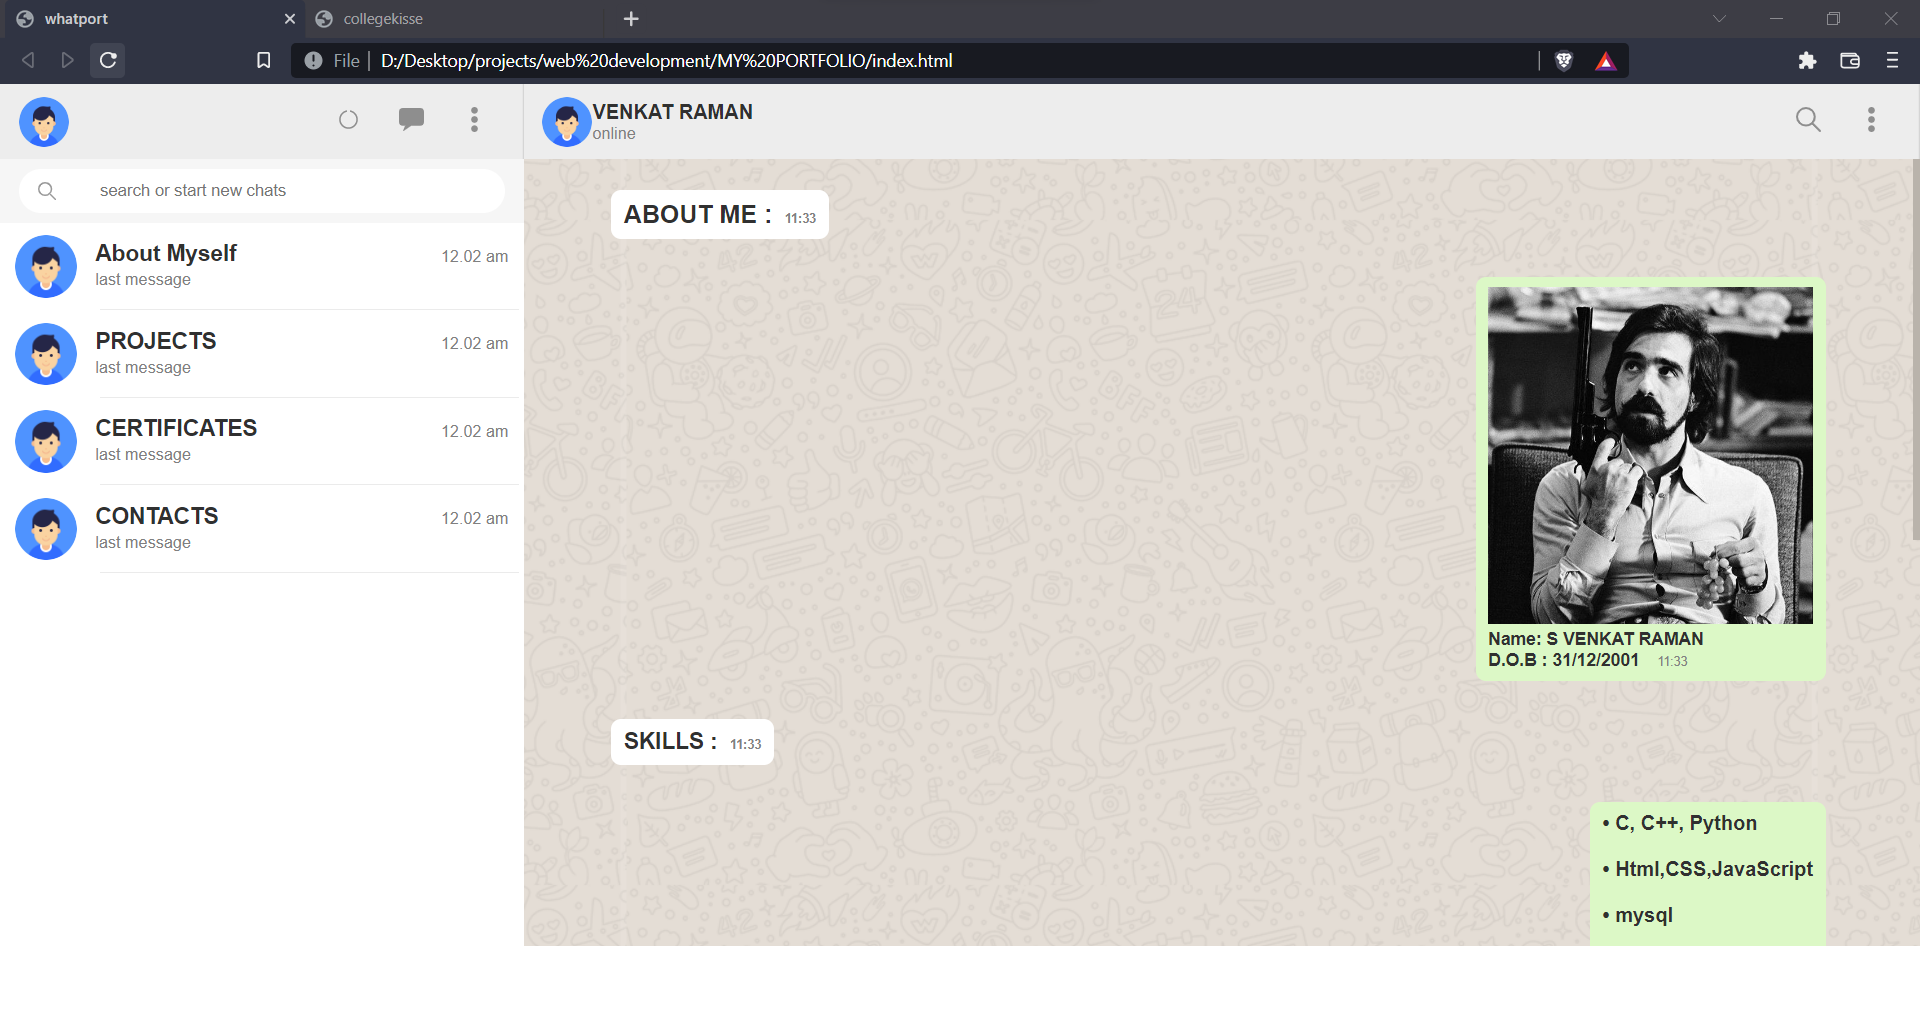 whatport
collegekisse
File
D:/Desktop/projects/web%20development/MY%20PORTFOLIO/index.html
VENKAT RAMAN
online
search or start new chats
About Myself
12.02 am
last message
PROJECTS
12.02 am
last message
CERTIFICATES
12.02 am
last message
CONTACTS
12.02 am
last message
ABOUT ME : 11:33
Name: S VENKAT RAMAN
D.O.B : 31/12/2001 11:33
SKILLS : 11:33
• C, C++, Python
• Html,CSS,JavaScript
• mysql